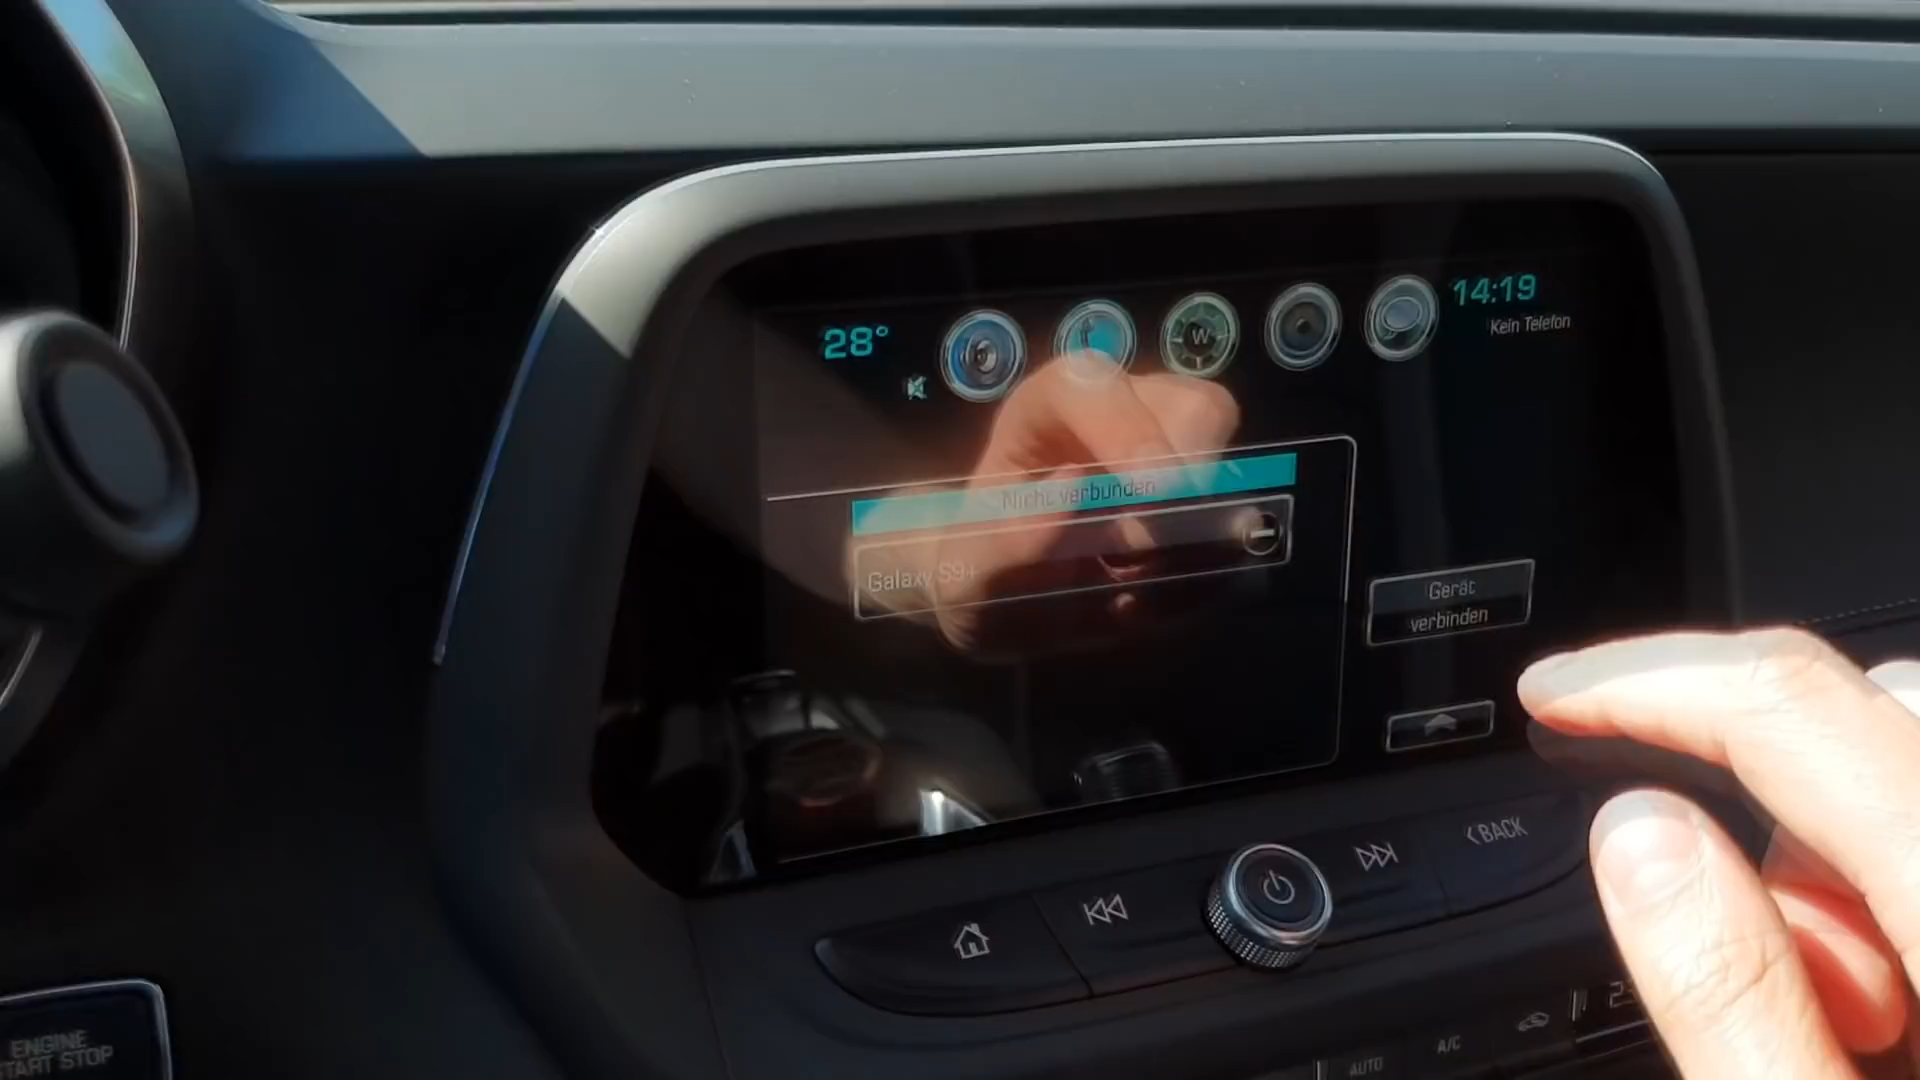 28°
W
14:19
Kein Telefon
Nicht verbunden
Galaxy S9+
Gerät
verbinden
BACK
ENGINE
START STOP
AUTO
A/C